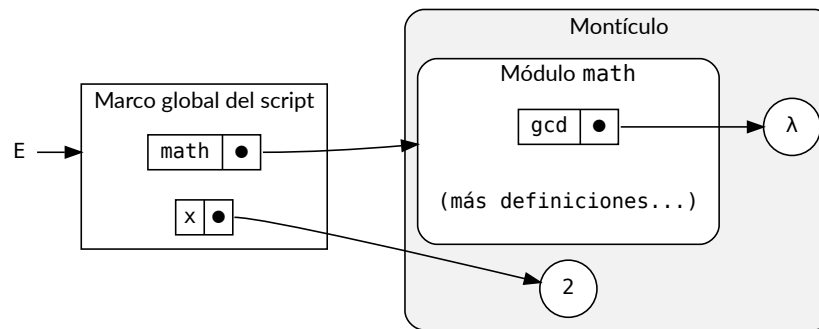 Montículo
Módulo math
Marco global del script
gcd
λ
E
math
(más definiciones...)
x
2